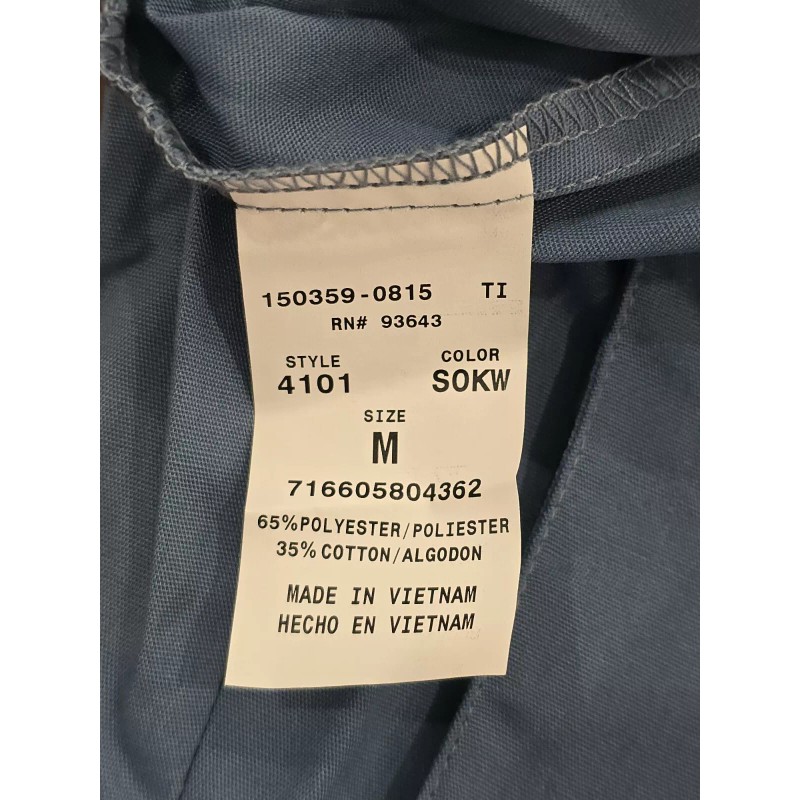 150359-0815 TI
RN# 93643
STYLE COLOR
4101 SOKW
SIZE
M
716605804362
65%POLYESTER/POLIESTER
35%COTTON/ALGODON
MADE IN VIETNAM
HECHO EN VIETNAM